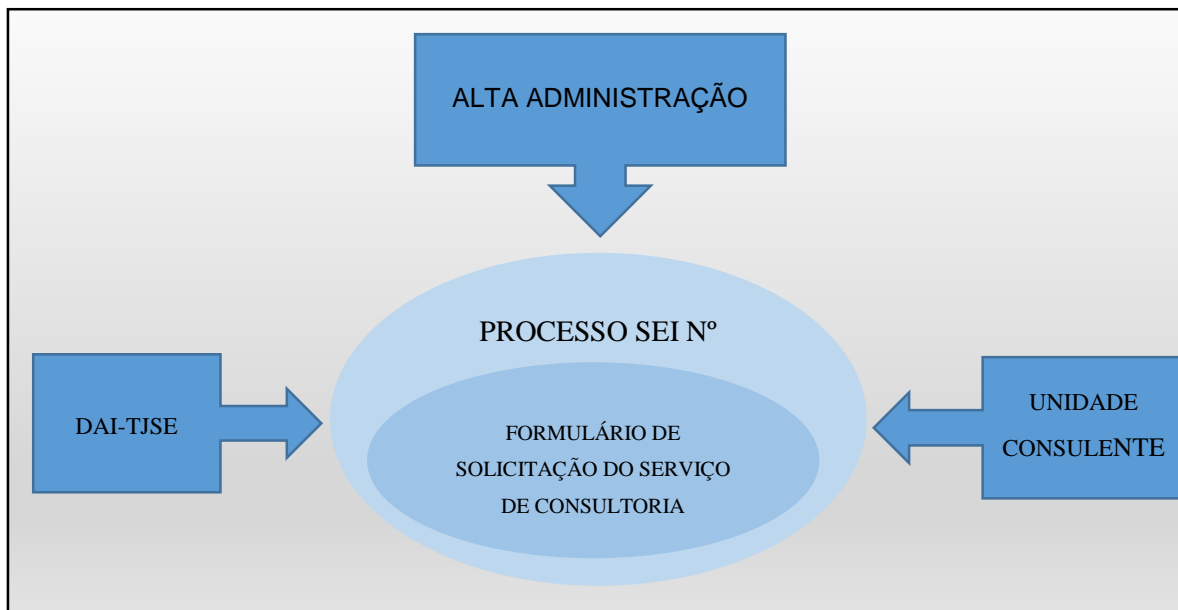 ALTA ADMINISTRAÇÃO
PROCESSO SEI Nº
DAI-TJSE
FORMULÁRIO DE
SOLICITAÇÃO DO SERVIÇO
DE CONSULTORIA
UNIDADE
CONSULENTE